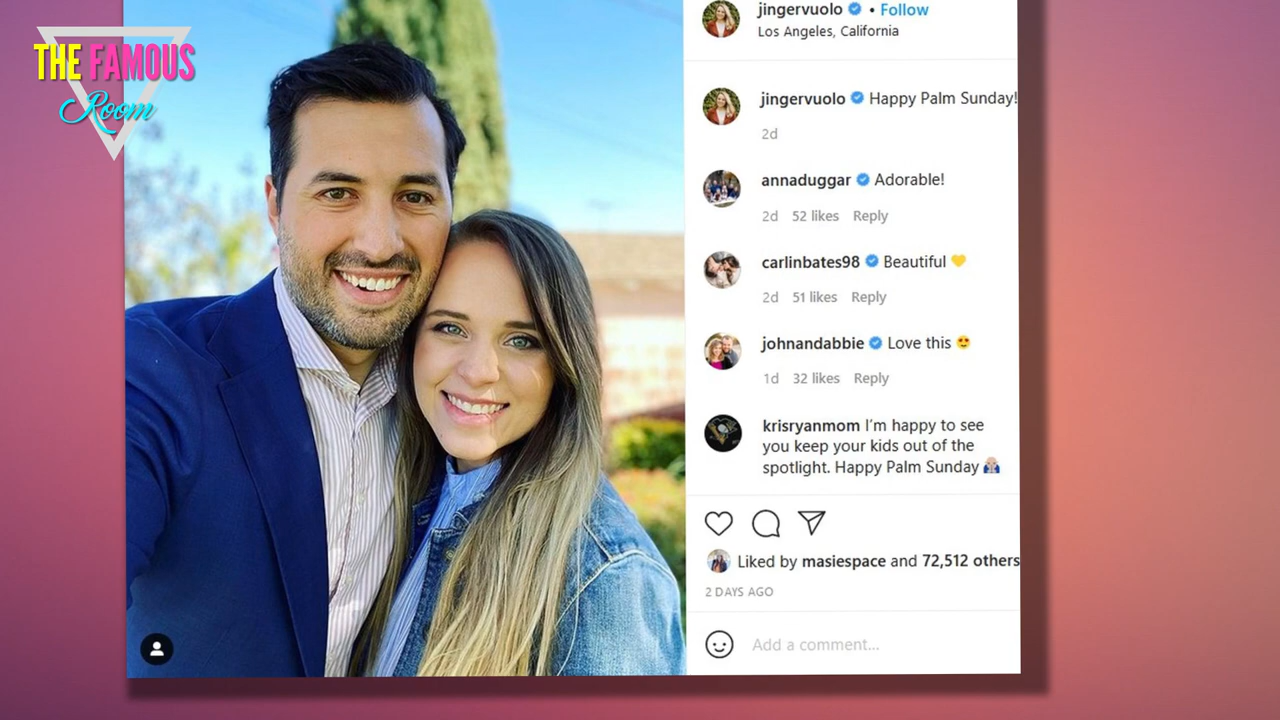 THE FAMOUS
Room
jingervuolo • Follow
Los Angeles, California
jingervuolo Happy Palm Sunday!
2d
annaduggar Adorable!
2d 52 likes Reply
carlinbates98 Beautiful 💛
2d 51 likes Reply
johnandabbie Love this 😍
1d 32 likes Reply
krisryanmom I'm happy to see
you keep your kids out of the
spotlight. Happy Palm Sunday
Liked by masiespace and 72,512 others
2 DAYS AGO
Add a comment...